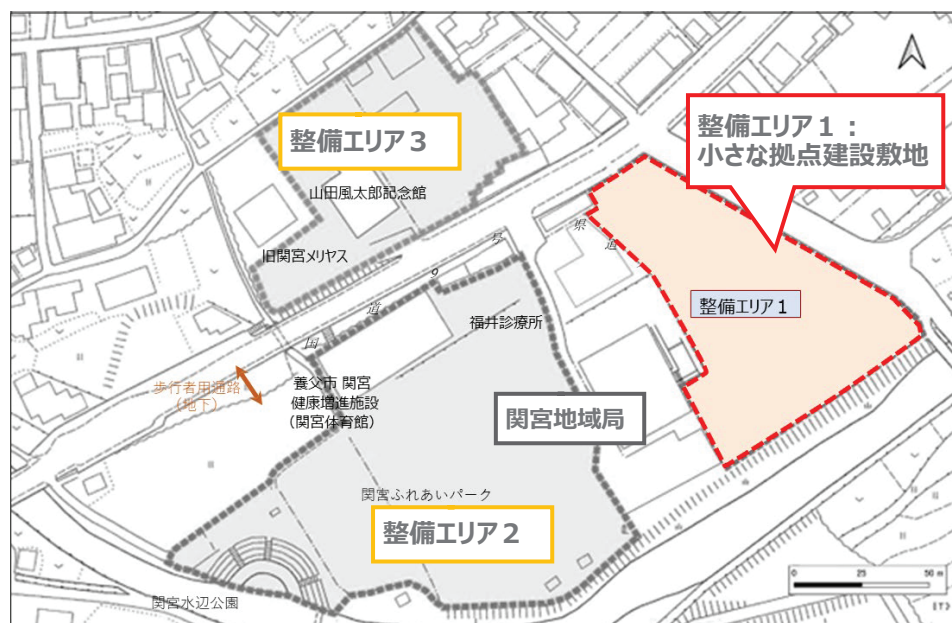 整備エリア３
整備エリア１：
小さな拠点建設敷地
山田風太郎記念館
旧関宮メリヤス
県
道
号
9
道
国
整備エリア1
福井診療所
歩行者用通路
（地下）
養父市 関宮
健康増進施設
（関宮体育館）
関宮地域局
関宮ふれあいパーク
整備エリア２
関宮水辺公園
0 25 50 m